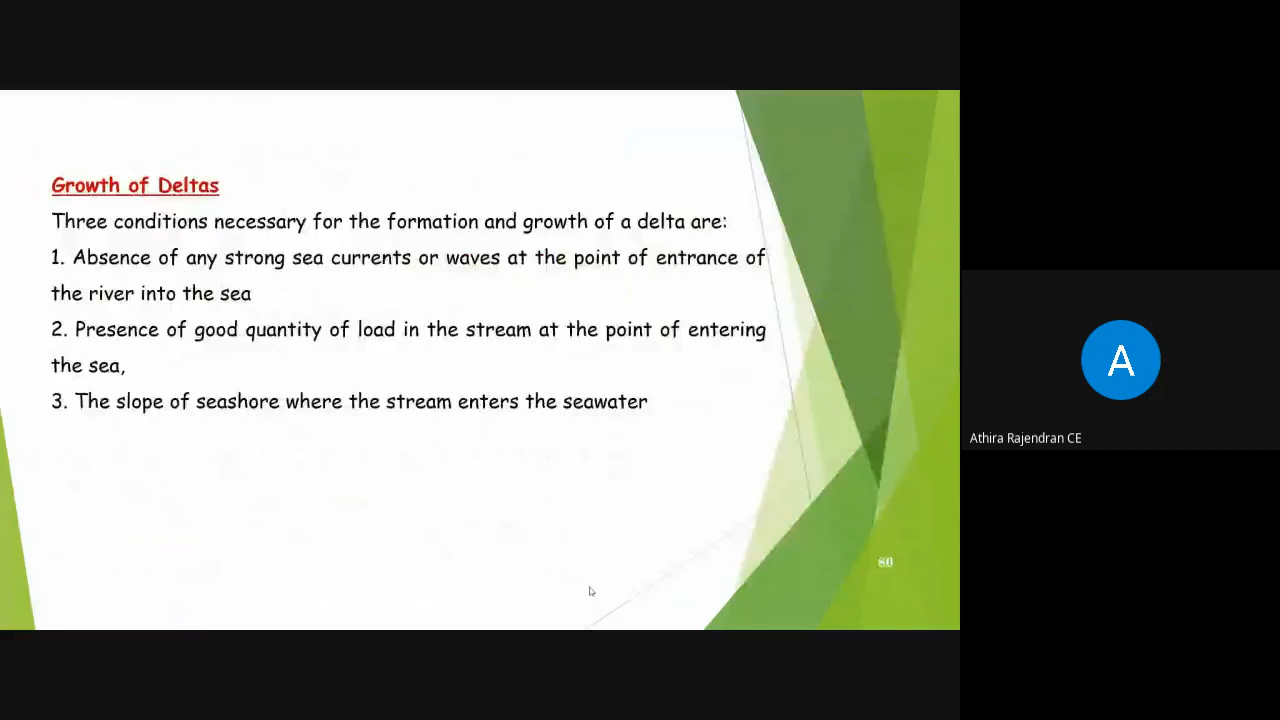 Growth of Deltas
Three conditions necessary for the formation and growth of a delta are:
1. Absence of any strong sea currents or waves at the point of entrance of
the river into the sea
2. Presence of good quantity of load in the stream at the point of entering
the sea,
3. The slope of seashore where the stream enters the seawater
80
A
Athira Rajendran CE